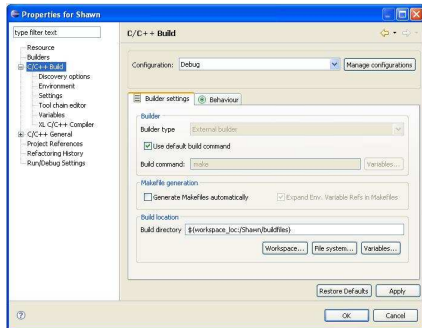 Properties for Shawn
type filter text
Resource
Builders
C/C++ Build
Discovery options
Environment
Settings
Tool chain editor
Variables
XL C/C++ Compiler
C/C++ General
Project References
Refactoring History
Run/Debug Settings
C/C++ Build
Configuration: Debug
Manage configurations
Builder settings
Behaviour
Builder
Builder type External builder
Use default build command
Build command: make
Variables...
Makefile generation
Generate Makefiles automatically
Expand Env. Variable Refs in Makefiles
Build location
Build directory ${workspace_loc:/Shawn/buildfiles}
Workspace... File system... Variables...
Restore Defaults Apply
OK Cancel